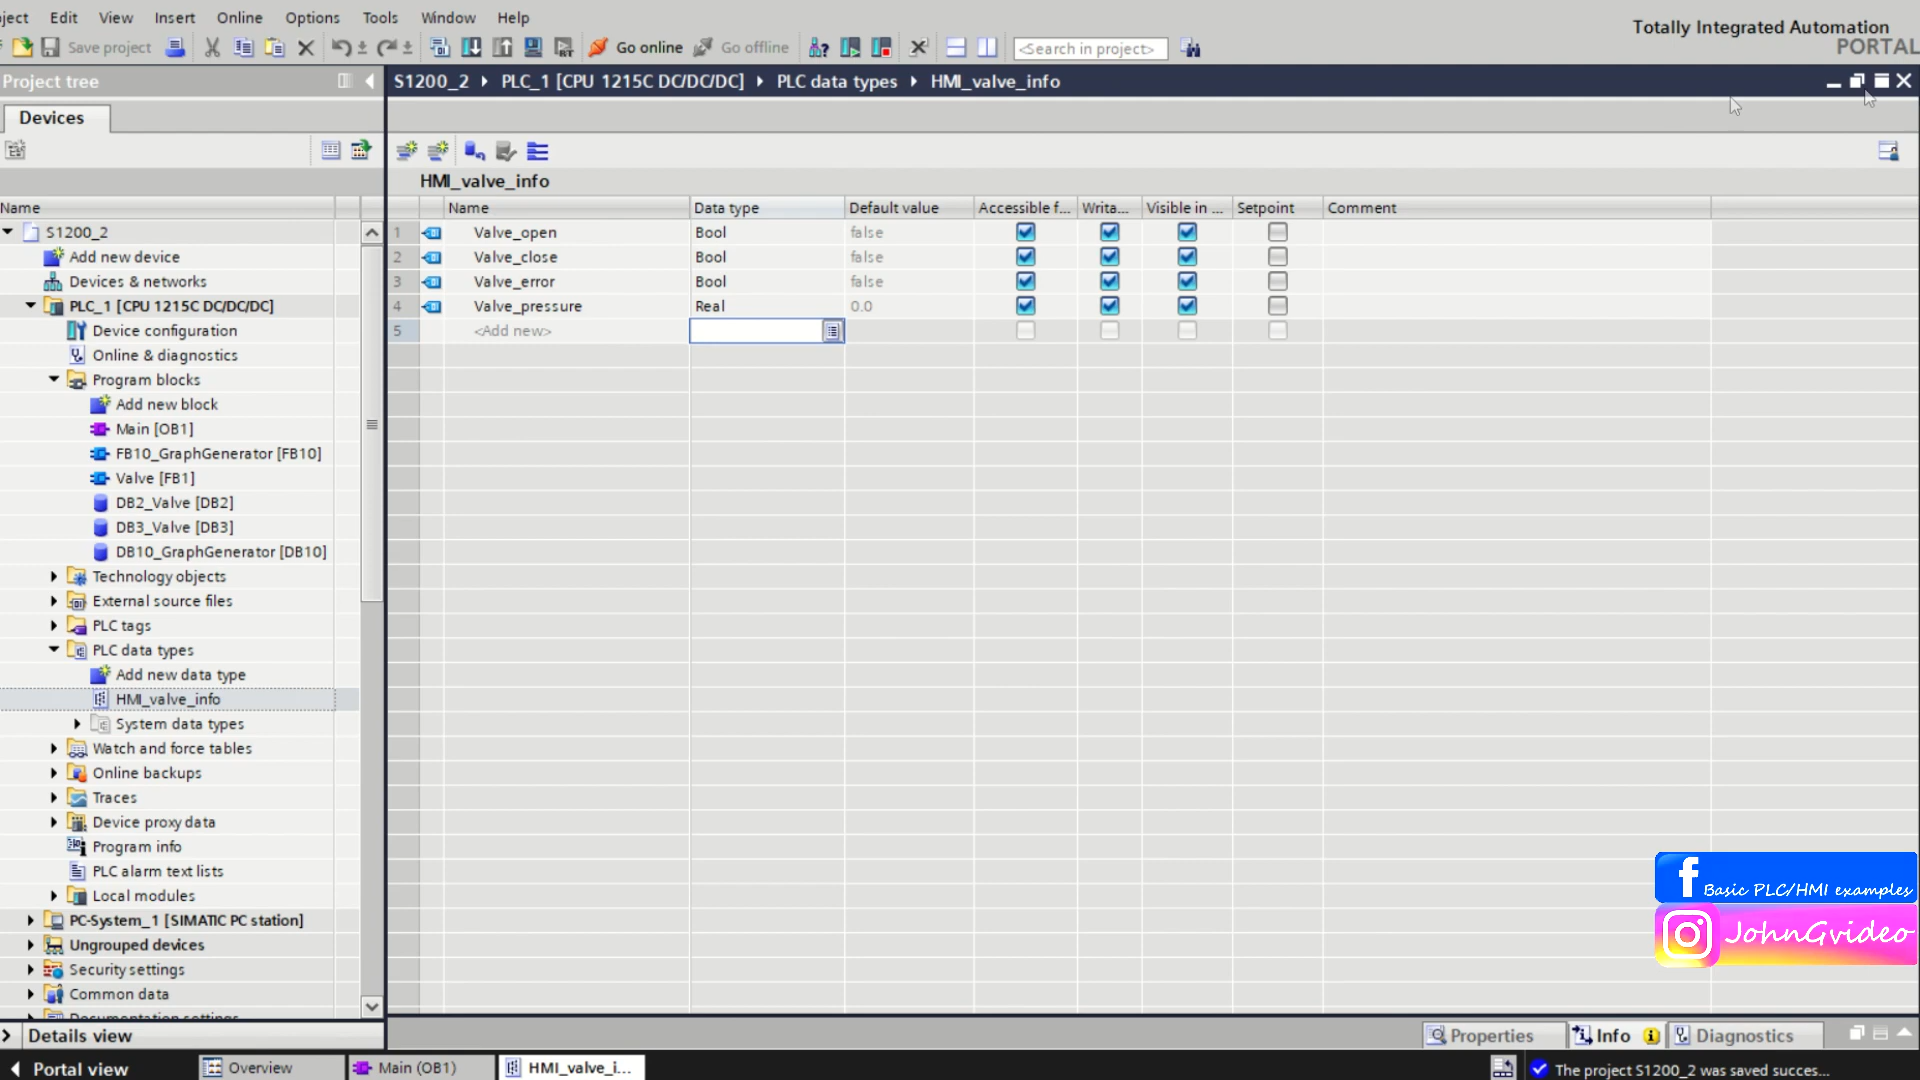 ject Edit View Insert Online Options Tools Window Help
Totally Integrated Automation
PORTAL
Save project Go online Go offline <Search in project>
Project tree
S1200_2 PLC_1 [CPU 1215C DC/DC/DC] PLC data types HMI_valve_info
Devices
HMI_valve_info
Name
Name Data type Default value Accessible f... Writa... Visible in ... Setpoint Comment
S1200_2
1 Valve_open Bool false
Add new device
2 Valve_close Bool false
Devices & networks
3 Valve_error Bool false
PLC_1 [CPU 1215C DC/DC/DC]
4 Valve_pressure Real 0.0
Device configuration
5 <Add new>
Online & diagnostics
Program blocks
Add new block
Main [OB1]
FB10_GraphGenerator [FB10]
Valve [FB1]
DB2_Valve [DB2]
DB3_Valve [DB3]
DB10_GraphGenerator [DB10]
Technology objects
External source files
PLC tags
PLC data types
Add new data type
HMI_valve_info
System data types
Watch and force tables
Online backups
Traces
Device proxy data
Program info
PLC alarm text lists
Local modules
PC-System_1 [SIMATIC PC station]
Ungrouped devices
Security settings
Common data
Documentation settings
Basic PLC/HMI examples
JohnGvideo
Details view
Properties Info Diagnostics
Portal view Overview Main (OB1) HMI_valve_i... The project S1200_2 was saved succes...